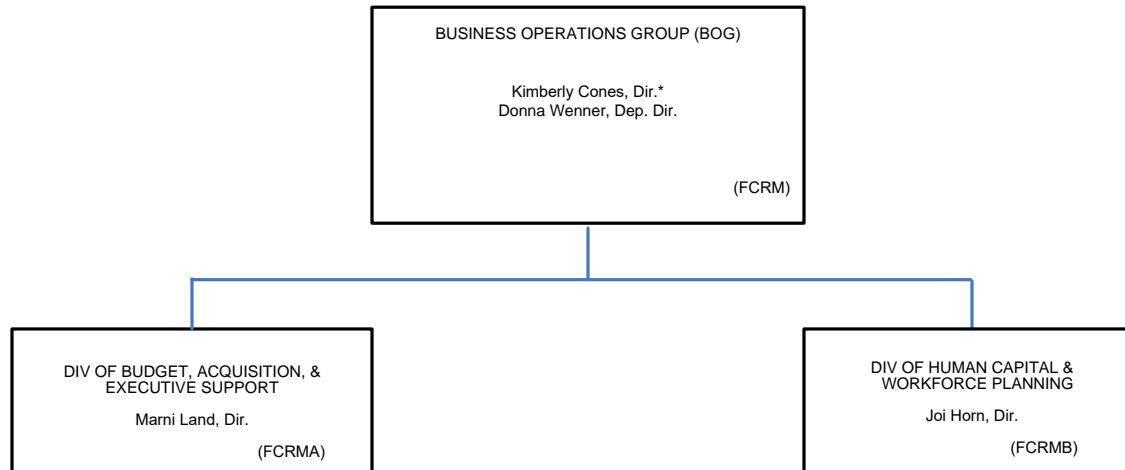 BUSINESS OPERATIONS GROUP (BOG)
Kimberly Cones, Dir.*
Donna Wenner, Dep. Dir.
(FCRM)
DIV OF BUDGET, ACQUISITION, &
EXECUTIVE SUPPORT
Marni Land, Dir.
(FCRMA)
DIV OF HUMAN CAPITAL &
WORKFORCE PLANNING
Joi Horn, Dir.
(FCRMB)